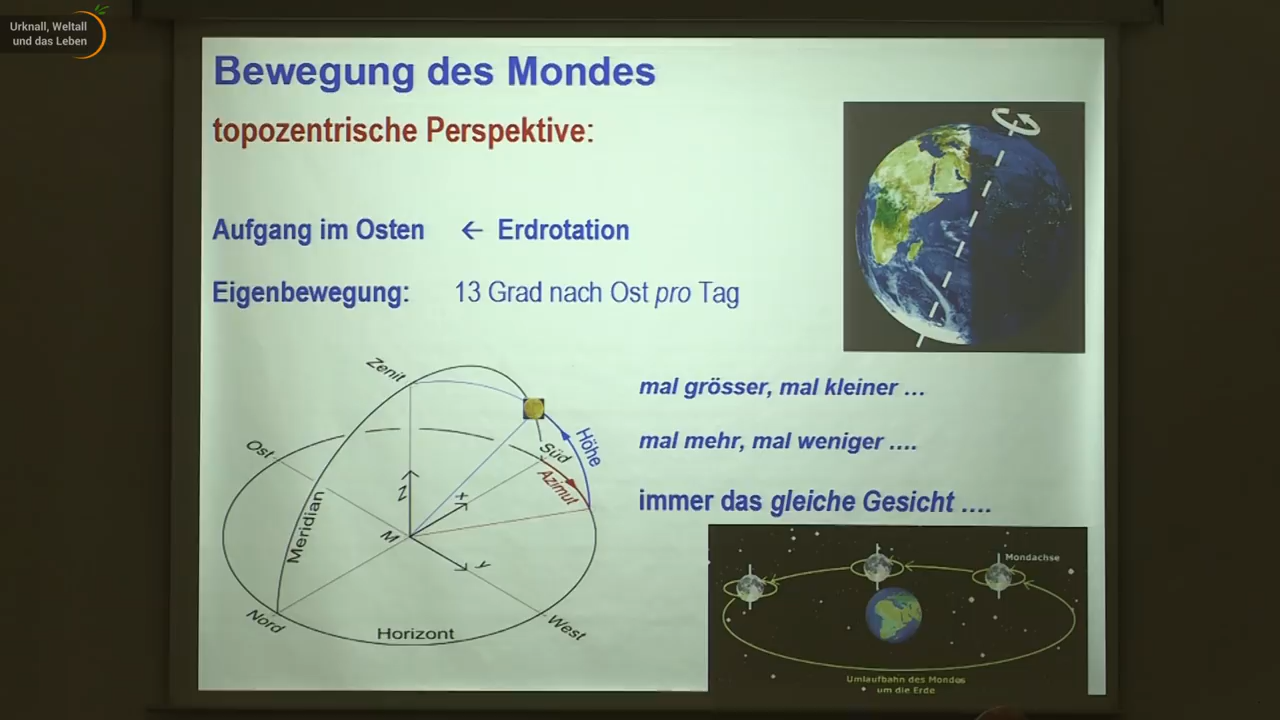 Urknall, Weltall
und das Leben
Bewegung des Mondes
topozentrische Perspektive:
Aufgang im Osten ← Erdrotation
Eigenbewegung: 13 Grad nach Ost pro Tag
Zenit
Ost
Süd
Höhe
Azimut
Meridian
Z
x
M
y
Nord
Horizont
West
mal grösser, mal kleiner …
mal mehr, mal weniger ….
immer das gleiche Gesicht ….
Mondachse
Umlaufbahn des Mondes
um die Erde